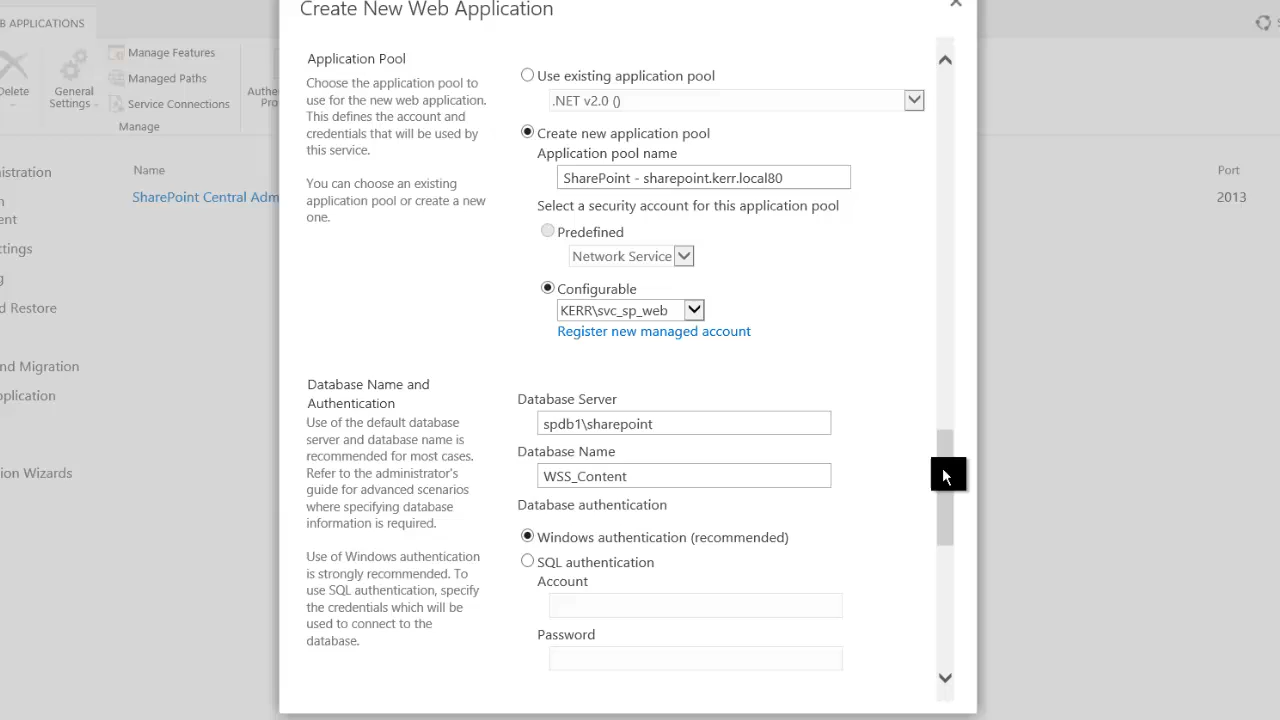 Create New Web Application
B APPLICATIONS
Delete
General
Settings
Manage Features
Managed Paths
Service Connections
Manage
Authe
Pro
istration
n
ent
ttings
g
d Restore
nd Migration
pplication
ion Wizards
Name
SharePoint Central Adm
Port
2013
Application Pool
Choose the application pool to
use for the new web application.
This defines the account and
credentials that will be used by
this service.
You can choose an existing
application pool or create a new
one.
Use existing application pool
.NET v2.0 ()
Create new application pool
Application pool name
SharePoint - sharepoint.kerr.local80
Select a security account for this application pool
Predefined
Network Service
Configurable
KERR\svc_sp_web
Register new managed account
Database Name and
Authentication
Use of the default database
server and database name is
recommended for most cases.
Refer to the administrator's
guide for advanced scenarios
where specifying database
information is required.
Use of Windows authentication
is strongly recommended. To
use SQL authentication, specify
the credentials which will be
used to connect to the
database.
Database Server
spdb1\sharepoint
Database Name
WSS_Content
Database authentication
Windows authentication (recommended)
SQL authentication
Account
Password